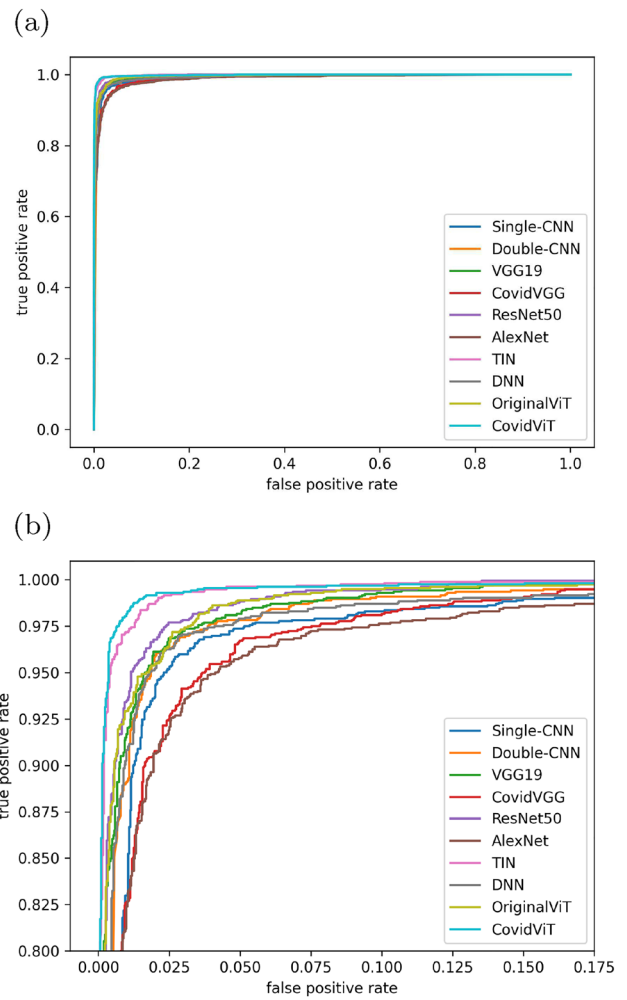 (a)
1.0
0.8
0.6
0.4
0.2
0.0
true positive rate
Single-CNN
Double-CNN
VGG19
CovidVGG
ResNet50
AlexNet
TIN
DNN
OriginalViT
CovidViT
0.0 0.2 0.4 0.6 0.8 1.0
false positive rate
(b)
1.000
0.975
0.950
0.925
0.900
0.875
0.850
0.825
0.800
true positive rate
Single-CNN
Double-CNN
VGG19
CovidVGG
ResNet50
AlexNet
TIN
DNN
OriginalViT
CovidViT
0.000 0.025 0.050 0.075 0.100 0.125 0.150 0.175
false positive rate